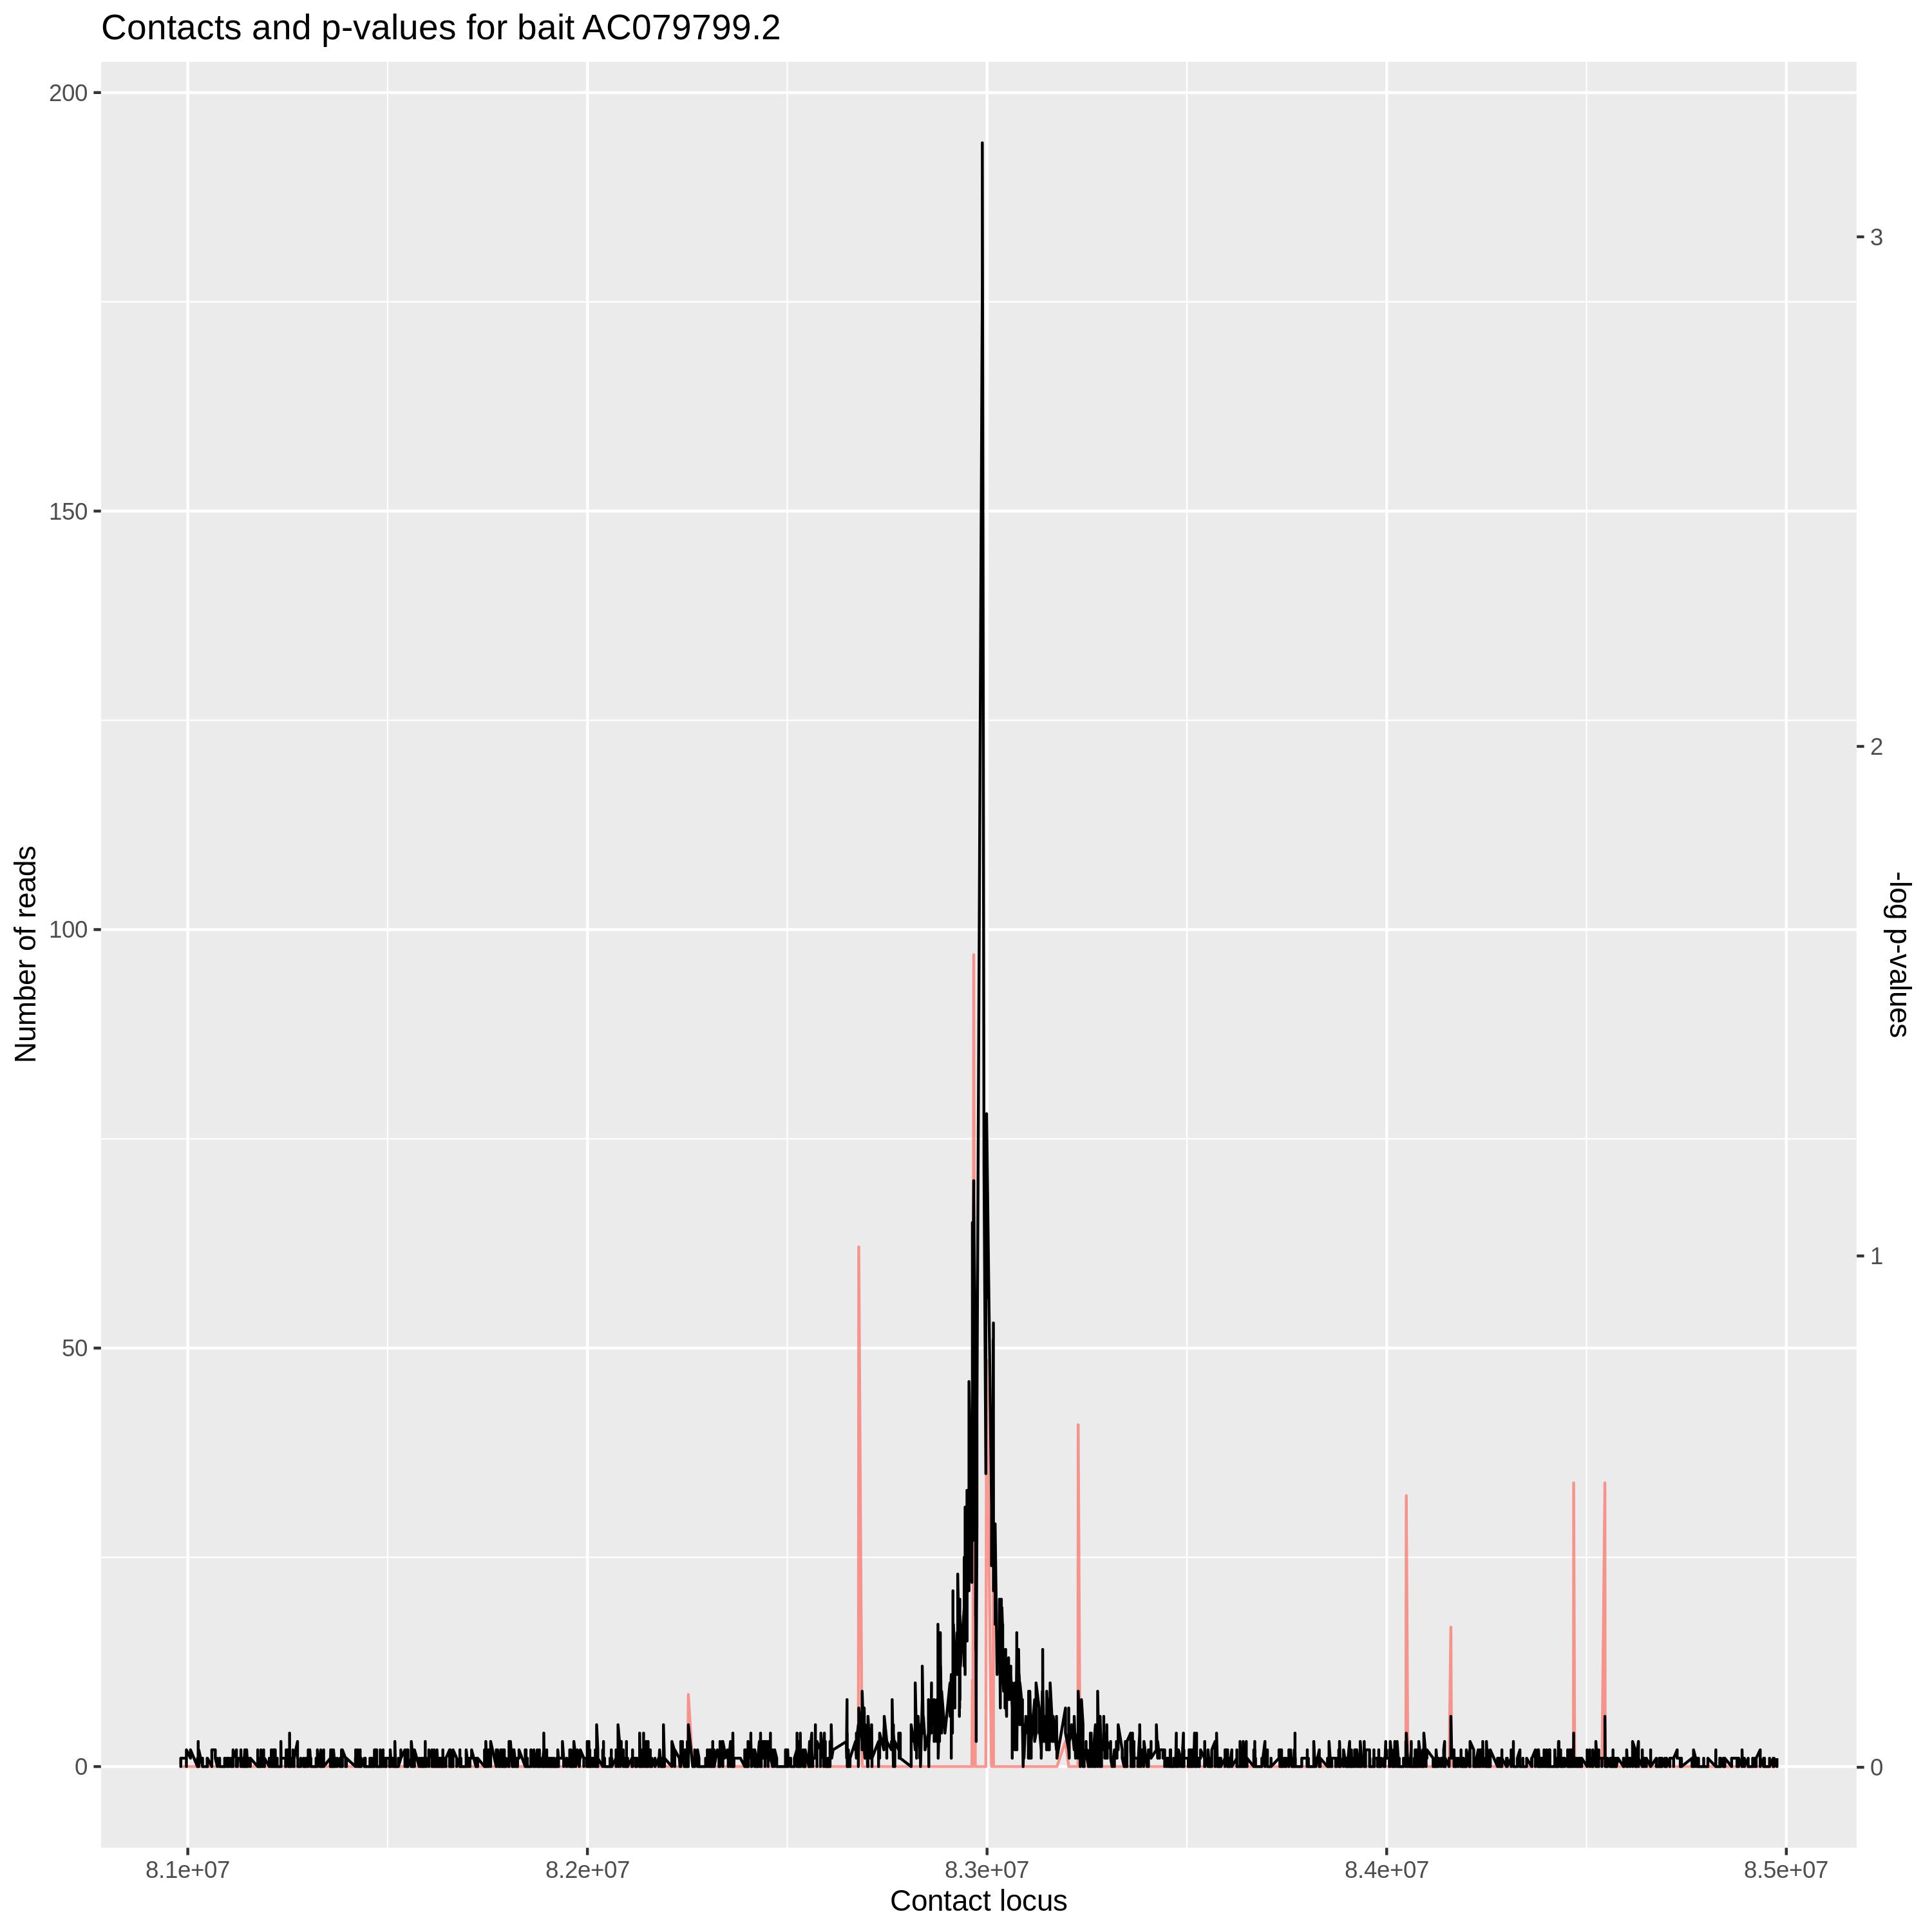 Contacts and p-values for bait AC079799.2
200
150
100
50
0
Number of reads
3
2
1
0
-log p-values
8.1e+07 8.2e+07 8.3e+07 8.4e+07 8.5e+07
Contact locus